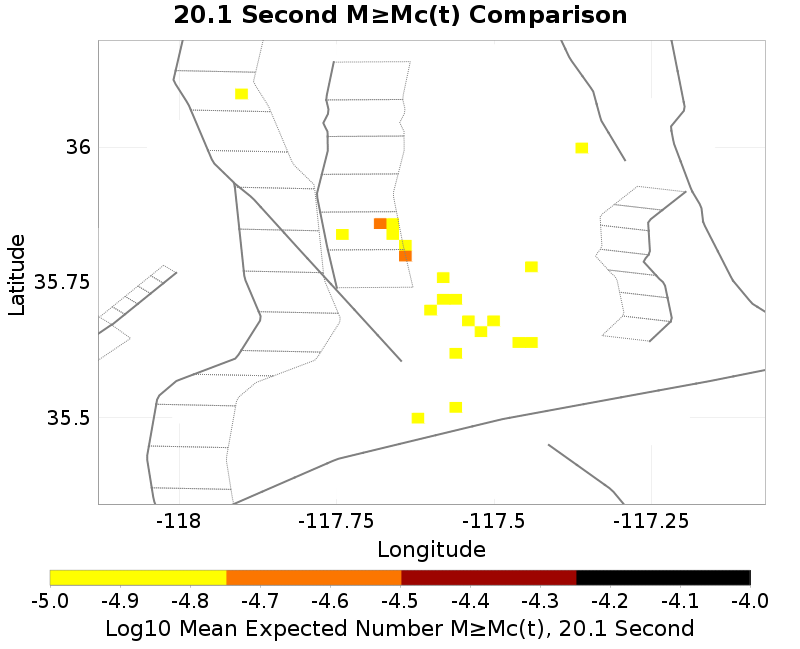 20.1 Second M≥Mc(t) Comparison
36
35.75
35.5
Latitude
-118 -117.75 -117.5 -117.25
Longitude
-5.0 -4.9 -4.8 -4.7 -4.6 -4.5 -4.4 -4.3 -4.2 -4.1 -4.0
Log10 Mean Expected Number M≥Mc(t), 20.1 Second